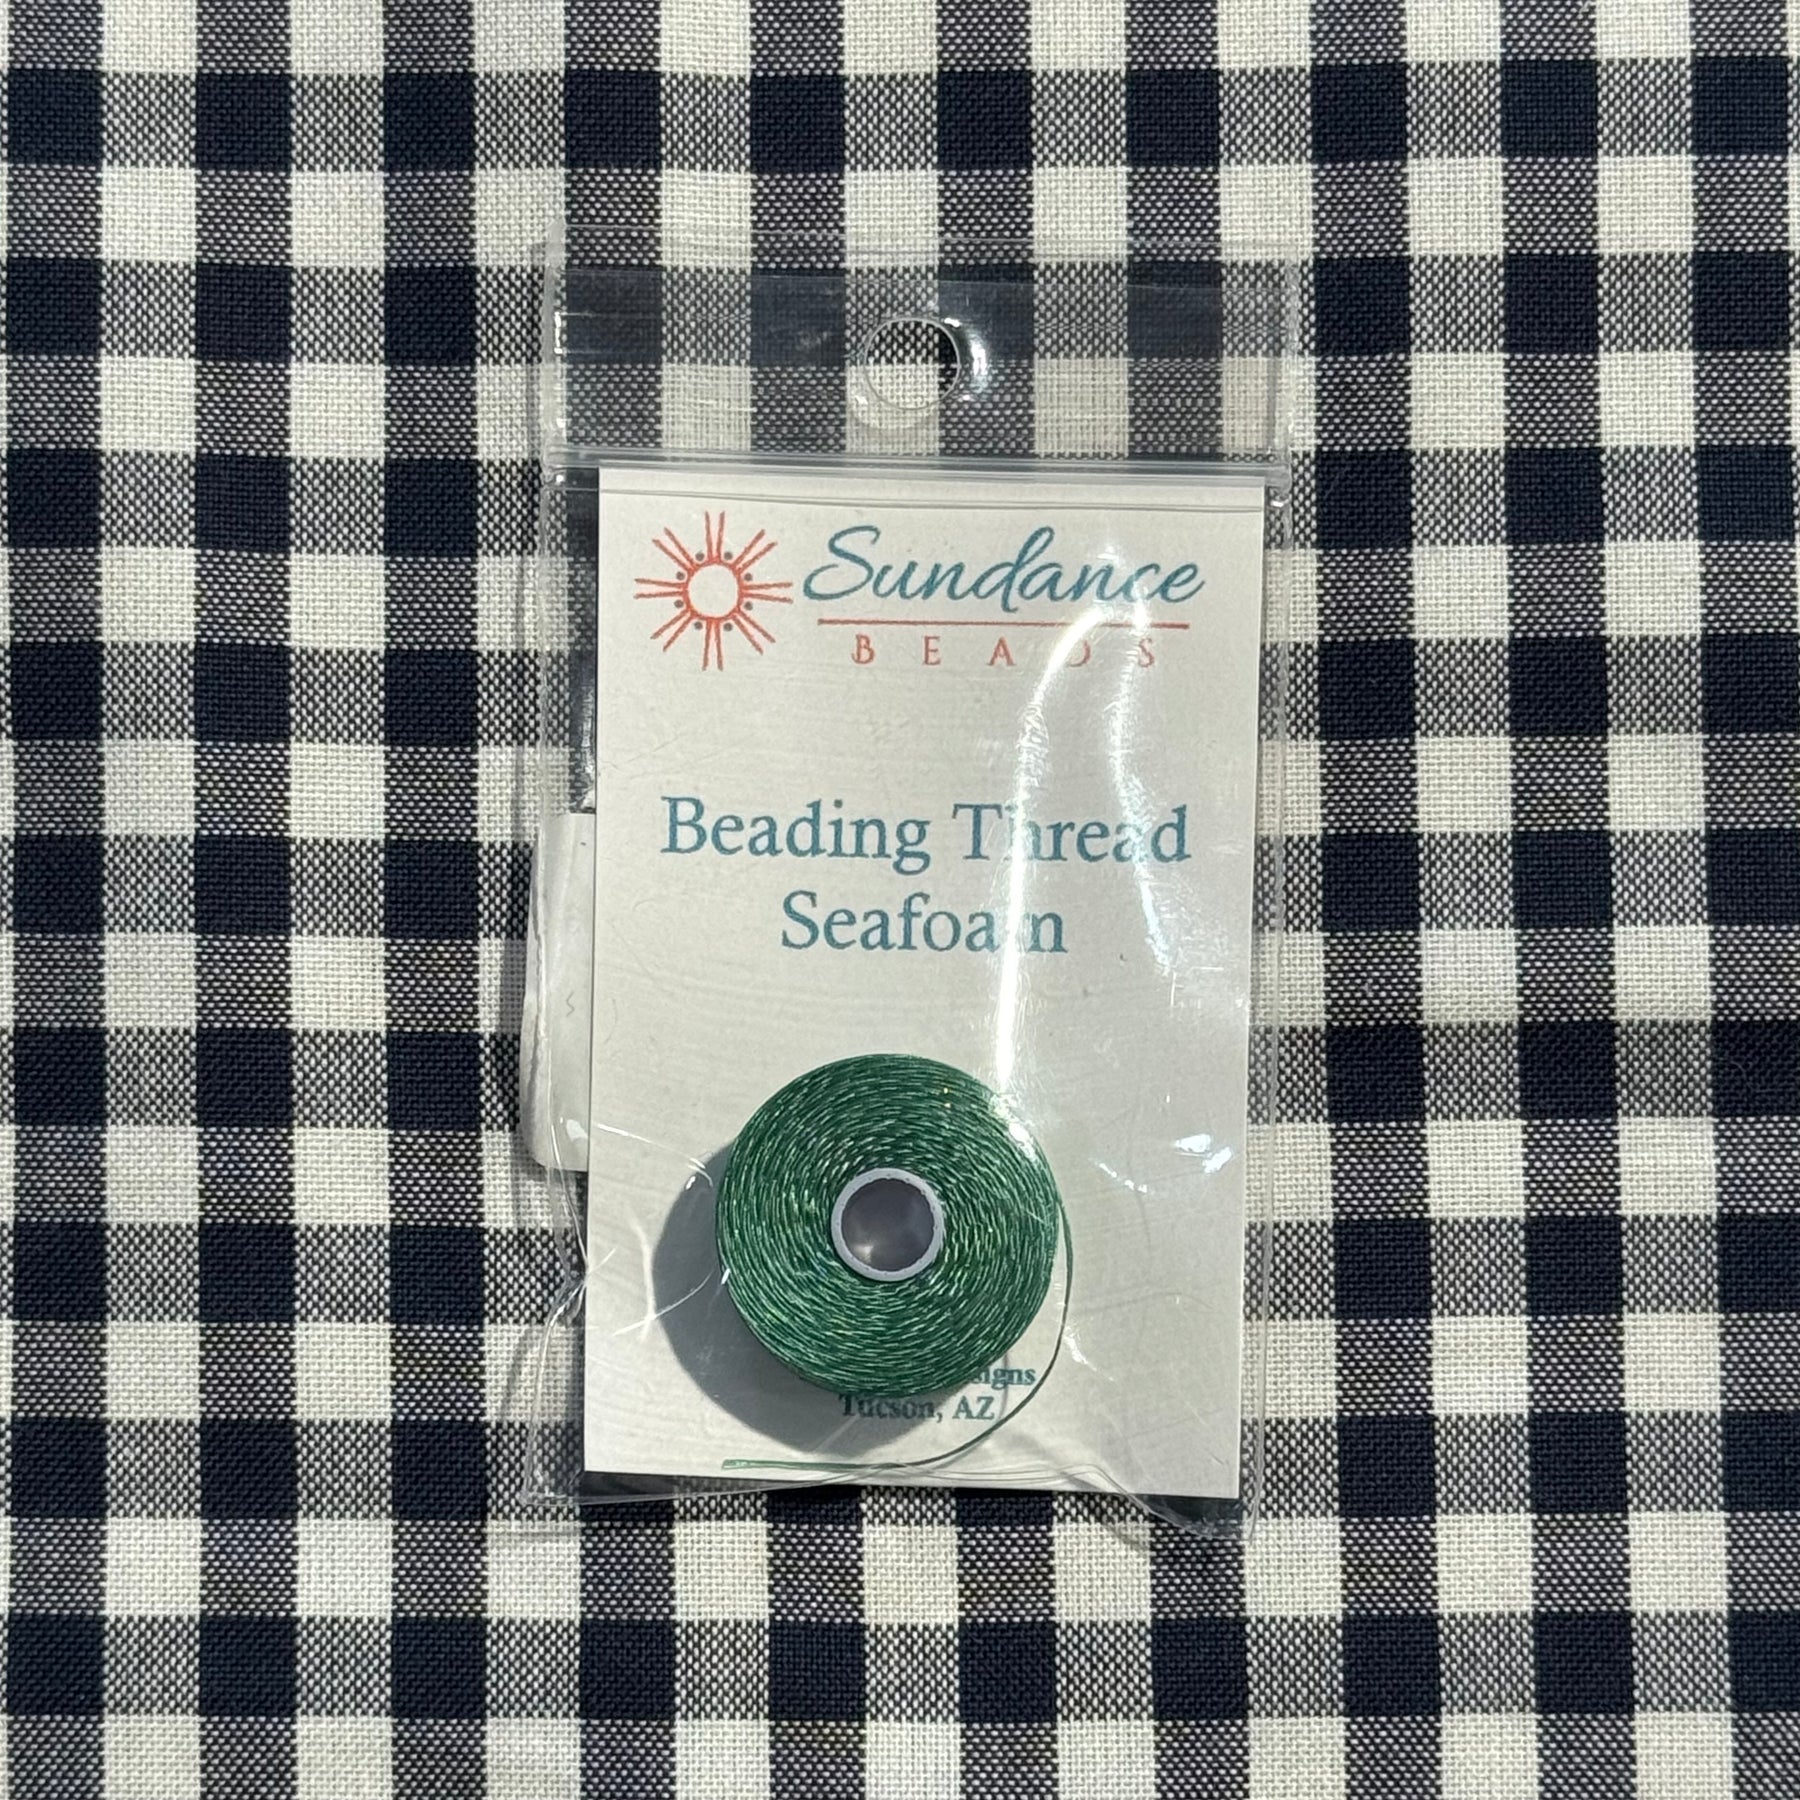 Sundance
BEADS
Beading Thread
Seafoam
Tucson, AZ